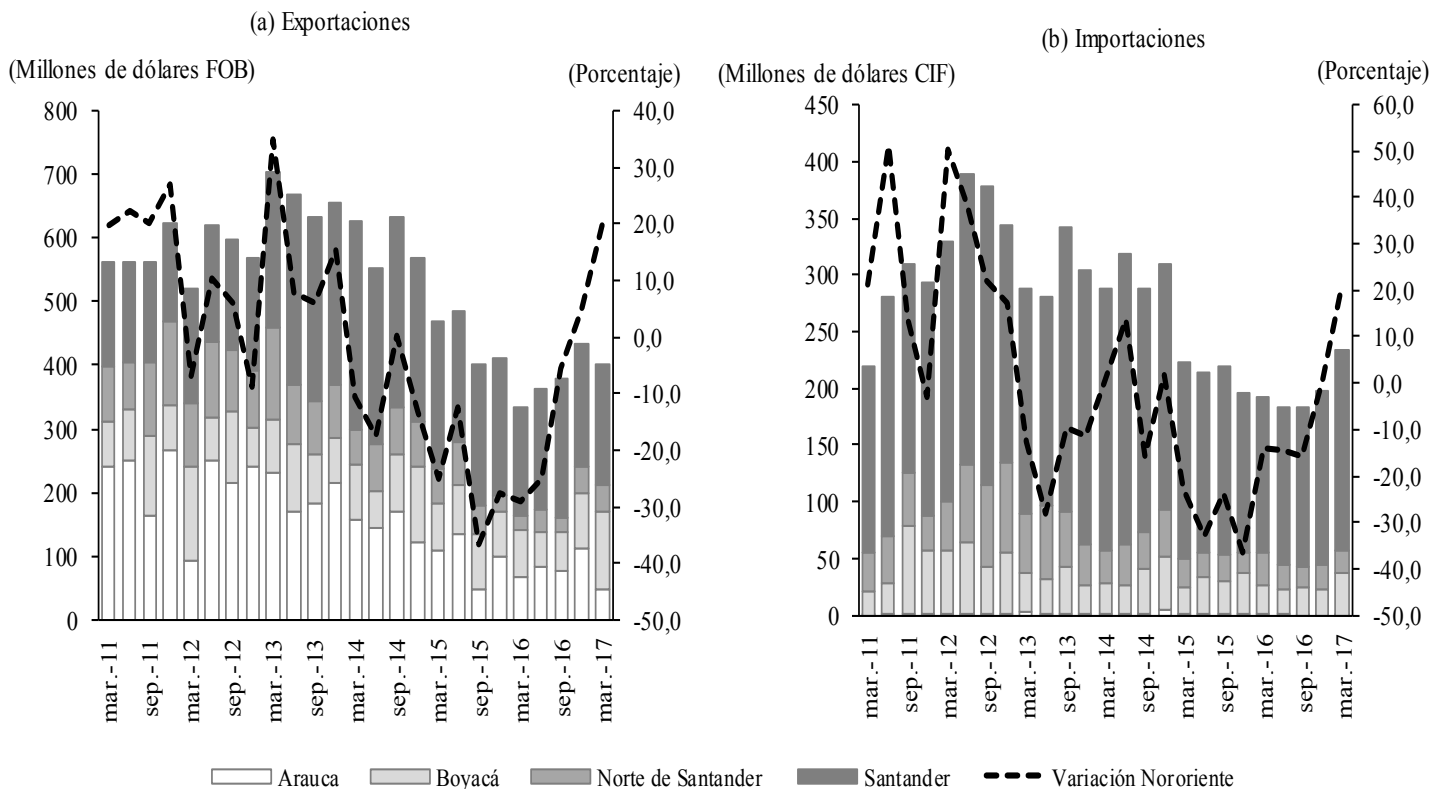 (a) Exportaciones
(Millones de dólares FOB)
(Porcentaje)
800
700
600
500
400
300
200
100
0
40,0
30,0
20,0
10,0
0,0
-10,0
-20,0
-30,0
-40,0
-50,0
mar.-11
sep.-11
mar.-12
sep.-12
mar.-13
sep.-13
mar.-14
sep.-14
mar.-15
sep.-15
mar.-16
sep.-16
mar.-17
(b) Importaciones
(Millones de dólares CIF)
(Porcentaje)
450
400
350
300
250
200
150
100
50
0
60,0
50,0
40,0
30,0
20,0
10,0
0,0
-10,0
-20,0
-30,0
-40,0
-50,0
mar.-11
sep.-11
mar.-12
sep.-12
mar.-13
sep.-13
mar.-14
sep.-14
mar.-15
sep.-15
mar.-16
sep.-16
mar.-17
Arauca Boyacá Norte de Santander Santander Variación Nororiente